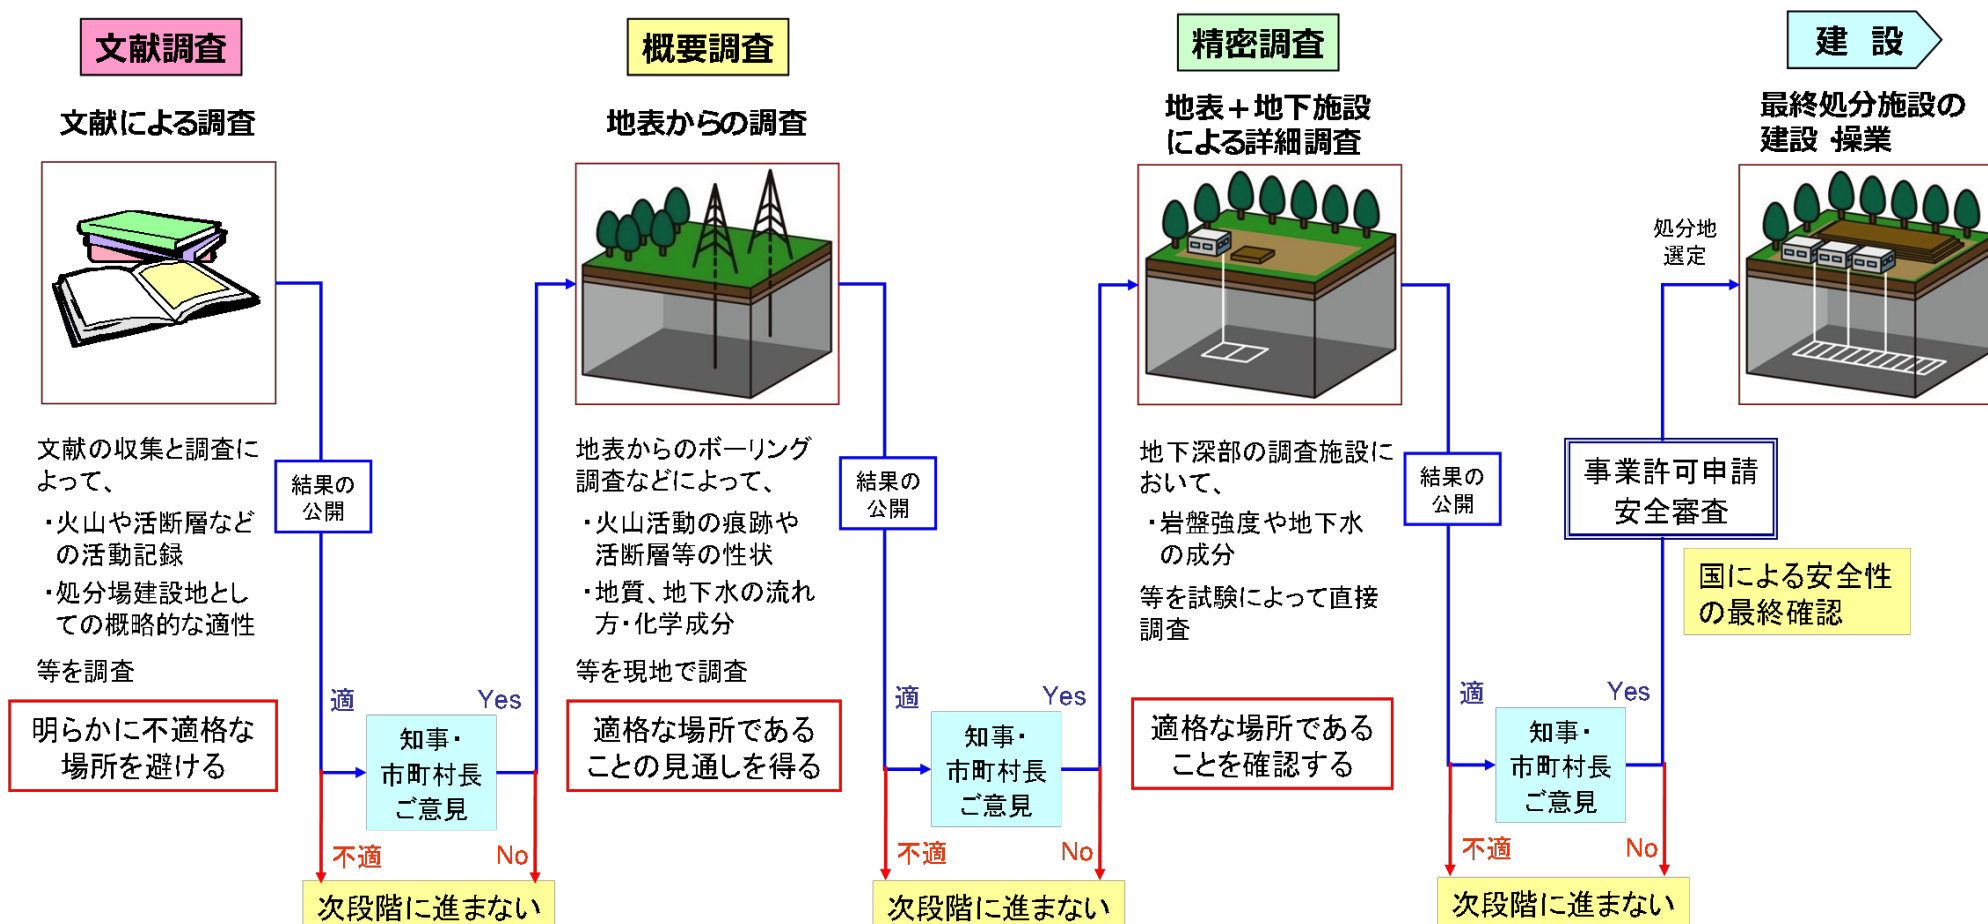 文献調査
文献による調査
文献の収集と調査に
よって、
・火山や活断層など
の活動記録
・処分場建設地とし
ての概略的な適性
等を調査
明らかに不適格な
場所を避ける
結果の
公開
適
不適
知事・
市町村長
ご意見
Yes
No
次段階に進まない
概要調査
地表からの調査
地表からのボーリング
調査などによって、
・火山活動の痕跡や
活断層等の性状
・地質、地下水の流れ
方・化学成分
等を現地で調査
適格な場所である
ことの見通しを得る
結果の
公開
適
不適
知事・
市町村長
ご意見
Yes
No
次段階に進まない
精密調査
地表+地下施設
による詳細調査
地下深部の調査施設に
おいて、
・岩盤強度や地下水
の成分
等を試験によって直接
調査
適格な場所である
ことを確認する
結果の
公開
適
不適
知事・
市町村長
ご意見
Yes
No
次段階に進まない
事業許可申請
安全審査
国による安全性
の最終確認
処分地
選定
建 設
最終処分施設の
建設・操業